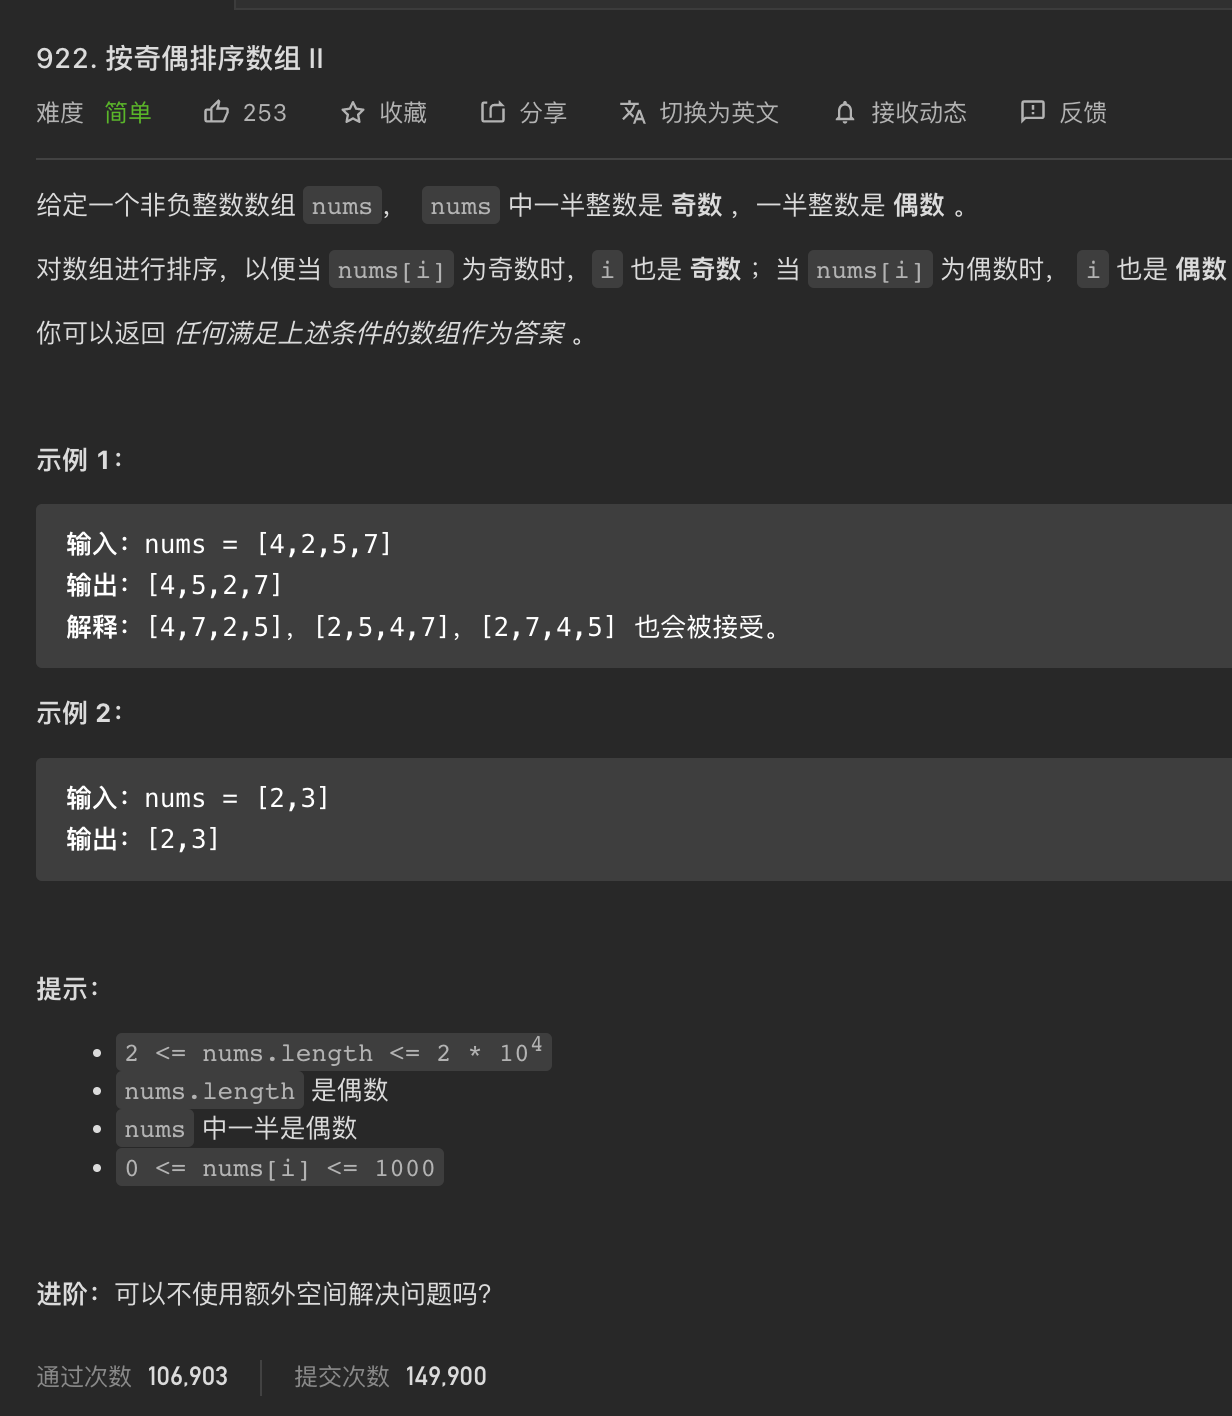 922. 按奇偶排序数组 II
难度 简单 253 收藏 分享 切换为英文 接收动态 反馈
给定一个非负整数数组 nums， nums 中一半整数是 奇数 ，一半整数是 偶数 。
对数组进行排序，以便当 nums[i] 为奇数时， i 也是 奇数 ；当 nums[i] 为偶数时， i 也是 偶数
你可以返回 任何满足上述条件的数组作为答案 。
示例 1：
输入：nums = [4,2,5,7]
输出：[4,5,2,7]
解释：[4,7,2,5]，[2,5,4,7]，[2,7,4,5] 也会被接受。
示例 2：
输入：nums = [2,3]
输出：[2,3]
提示：
2 <= nums.length <= 2 * 10⁴
nums.length 是偶数
nums 中一半是偶数
0 <= nums[i] <= 1000
进阶：可以不使用额外空间解决问题吗？
通过次数 106,903 提交次数 149,900